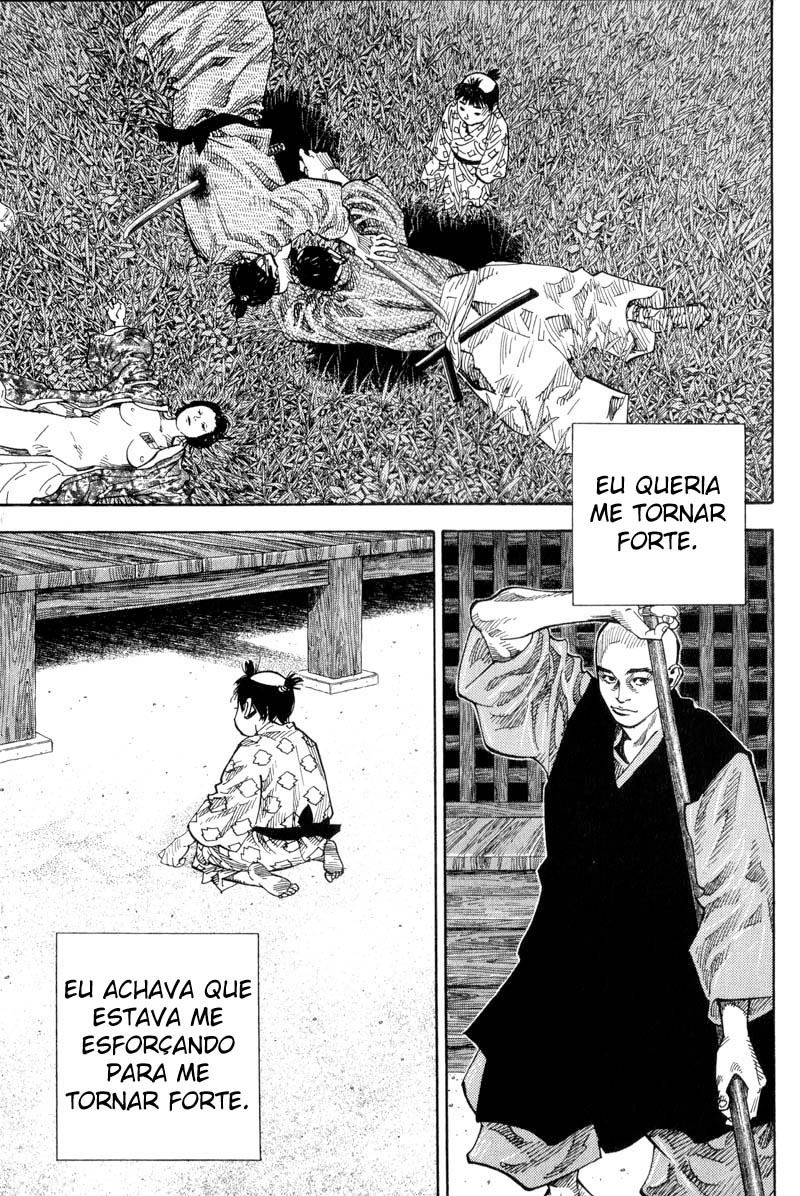 EU QUERIA
ME TORNAR
FORTE.
EU ACHAVA QUE
ESTAVA ME
ESFORÇANDO
PARA ME
TORNAR FORTE.